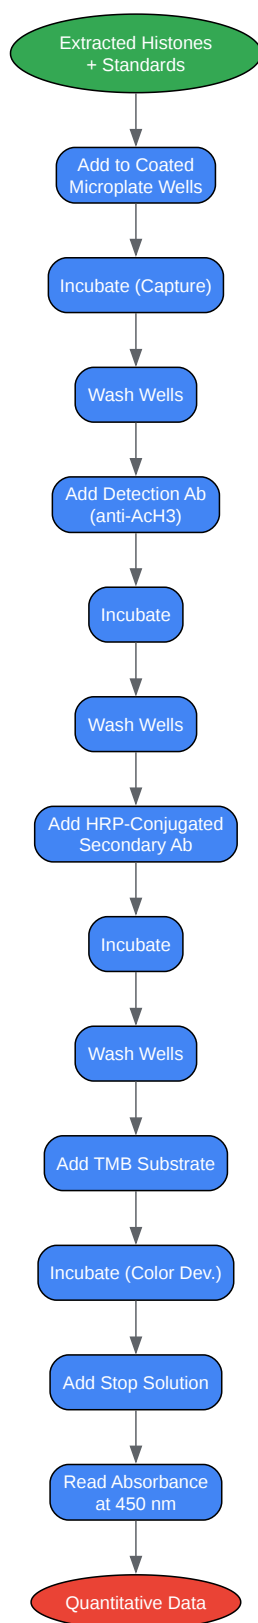 Extracted Histones
+ Standards
Add to Coated
Microplate Wells
Incubate (Capture)
Wash Wells
Add Detection Ab
(anti-AcH3)
Incubate
Wash Wells
Add HRP-Conjugated
Secondary Ab
Incubate
Wash Wells
Add TMB Substrate
Incubate (Color Dev.)
Add Stop Solution
Read Absorbance
at 450 nm
Quantitative Data